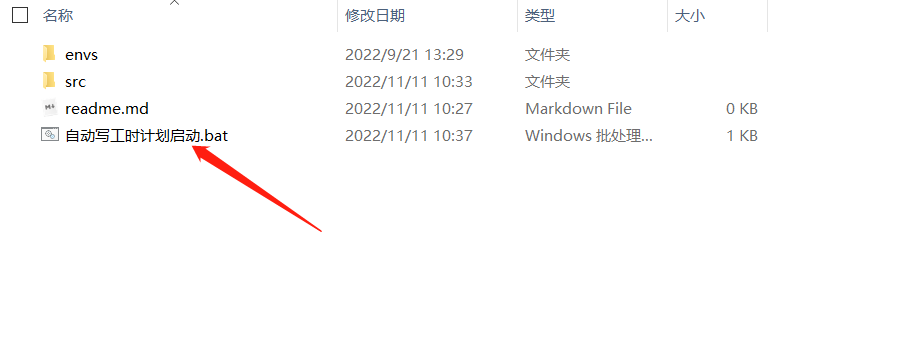 名称 修改日期 类型 大小
envs 2022/9/21 13:29 文件夹
src 2022/11/11 10:33 文件夹
readme.md 2022/11/11 10:27 Markdown File 0 KB
自动写工时计划启动.bat 2022/11/11 10:37 Windows 批处理... 1 KB